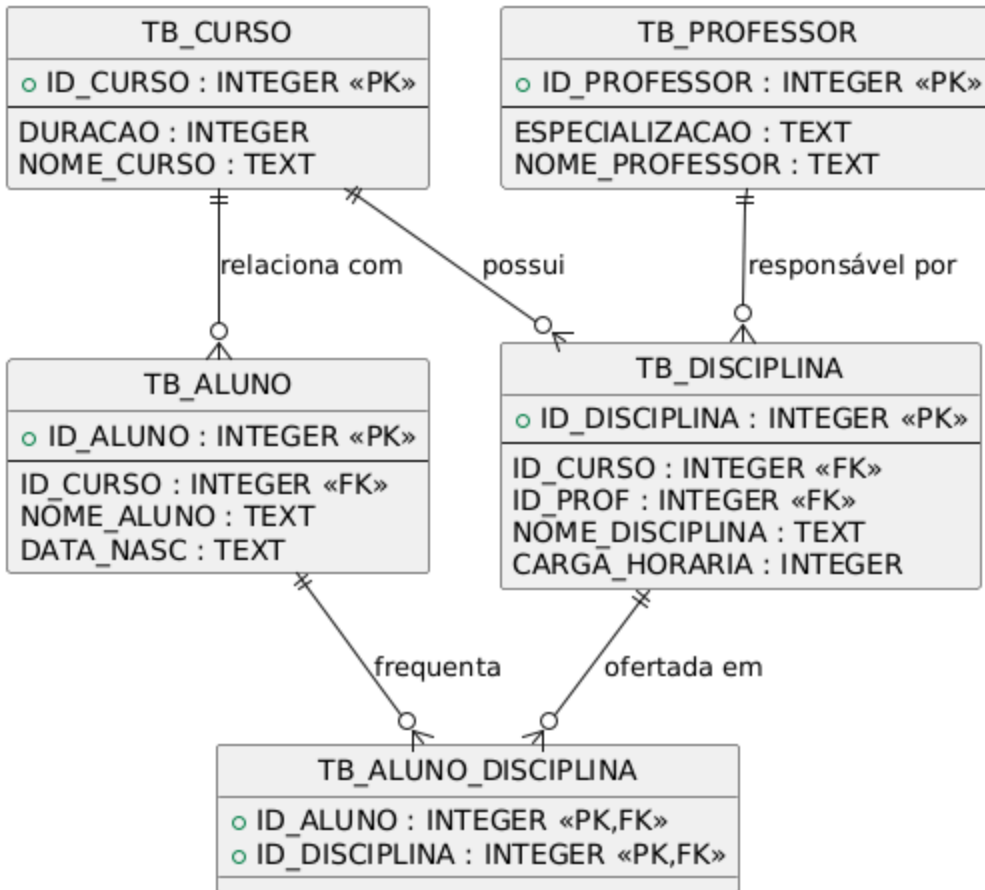 TB_CURSO
ID_CURSO : INTEGER «PK»
DURACAO : INTEGER
NOME_CURSO : TEXT
TB_PROFESSOR
ID_PROFESSOR : INTEGER «PK»
ESPECIALIZACAO : TEXT
NOME_PROFESSOR : TEXT
relaciona com
possui
responsável por
TB_ALUNO
ID_ALUNO : INTEGER «PK»
ID_CURSO : INTEGER «FK»
NOME_ALUNO : TEXT
DATA_NASC : TEXT
TB_DISCIPLINA
ID_DISCIPLINA : INTEGER «PK»
ID_CURSO : INTEGER «FK»
ID_PROF : INTEGER «FK»
NOME_DISCIPLINA : TEXT
CARGA_HORARIA : INTEGER
frequenta
ofertada em
TB_ALUNO_DISCIPLINA
ID_ALUNO : INTEGER «PK,FK»
ID_DISCIPLINA : INTEGER «PK,FK»